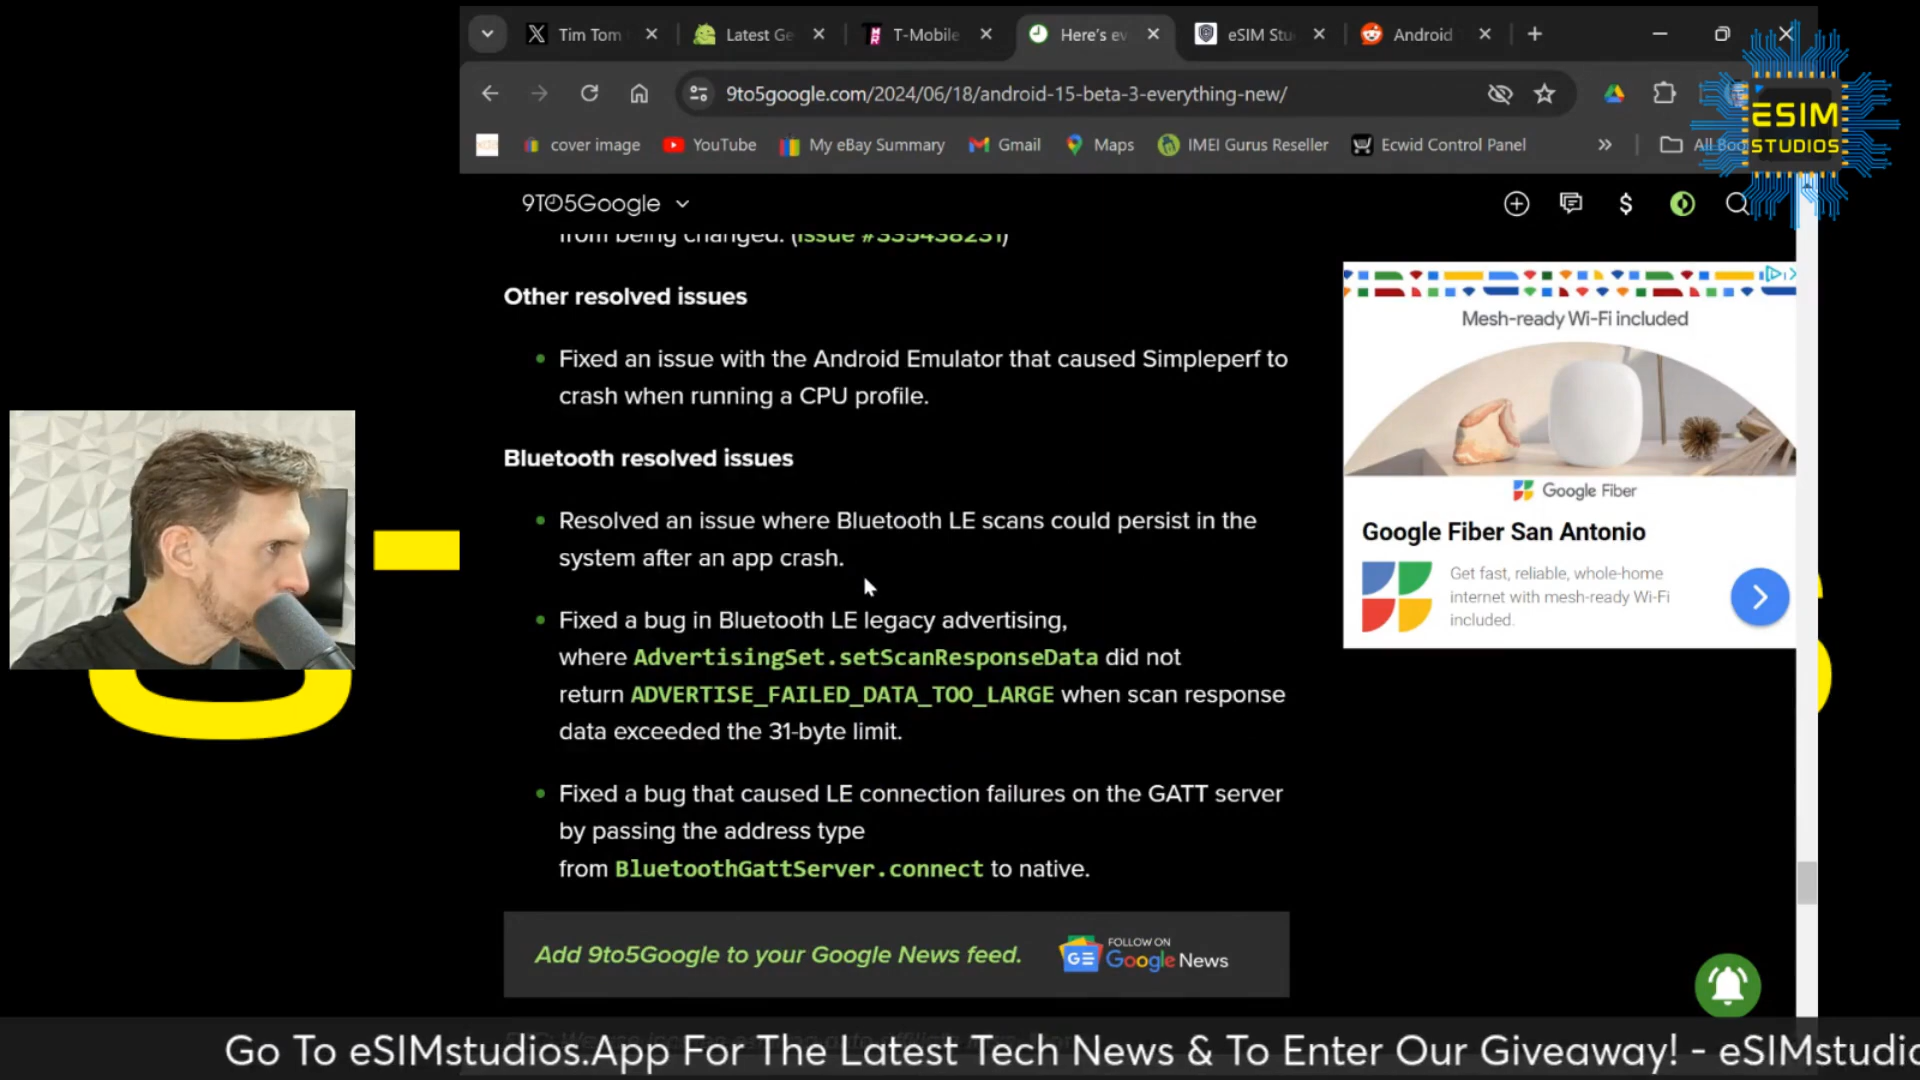 Tim Tom
Latest Ge
T-Mobile
Here's ev
eSIM Stu
Android
9to5google.com/2024/06/18/android-15-beta-3-everything-new/
cover image
YouTube
My eBay Summary
Gmail
Maps
IMEI Gurus Reseller
Ecwid Control Panel
»
All Boo
ESIM
STUDIOS
9TO5Google
from being changed. (issue #335438231)
Other resolved issues
Fixed an issue with the Android Emulator that caused Simpleperf to
crash when running a CPU profile.
Bluetooth resolved issues
Resolved an issue where Bluetooth LE scans could persist in the
system after an app crash.
Fixed a bug in Bluetooth LE legacy advertising,
where AdvertisingSet.setScanResponseData did not
return ADVERTISE_FAILED_DATA_TOO_LARGE when scan response
data exceeded the 31-byte limit.
Fixed a bug that caused LE connection failures on the GATT server
by passing the address type
from BluetoothGattServer.connect to native.
Add 9to5Google to your Google News feed.
FOLLOW ON
Google News
Mesh-ready Wi-Fi included
Google Fiber
Google Fiber San Antonio
Get fast, reliable, whole-home
internet with mesh-ready Wi-Fi
included.
Go To eSIMstudios.App For The Latest Tech News & To Enter Our Giveaway! - eSIMstudio